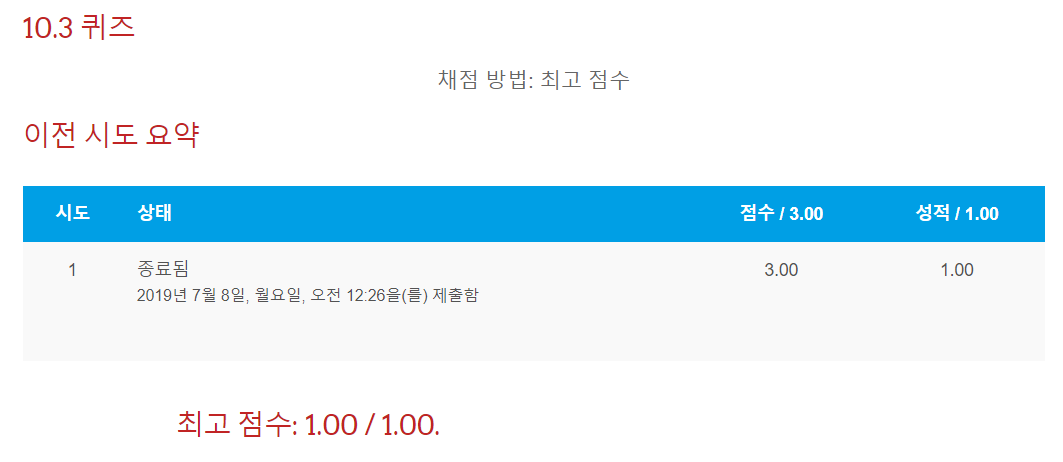 10.3 퀴즈
채점 방법: 최고 점수
이전 시도 요약
시도 상태 점수 / 3.00 성적 / 1.00
1 종료됨 3.00 1.00
2019년 7월 8일, 월요일, 오전 12:26을(를) 제출함
최고 점수: 1.00 / 1.00.